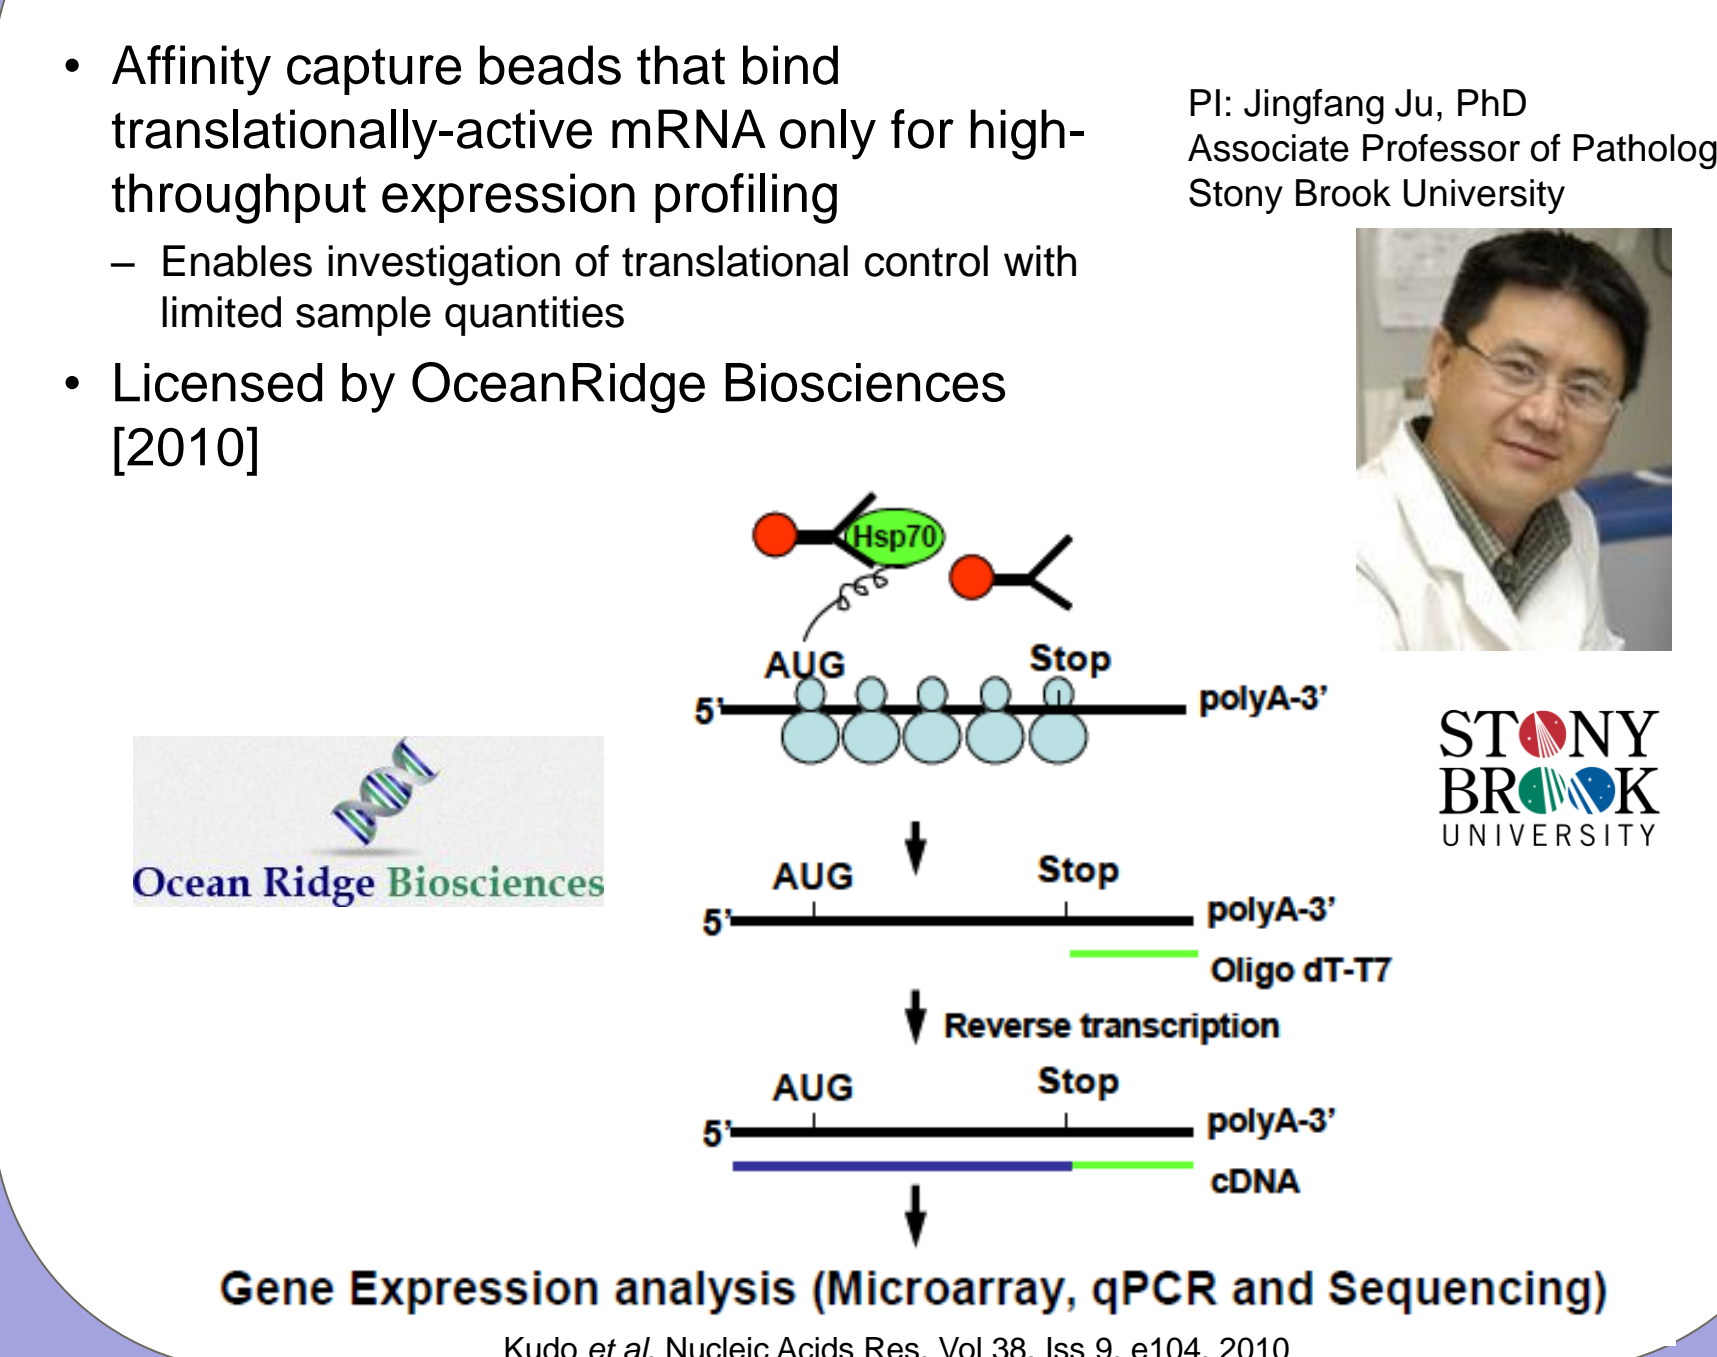 • Affinity capture beads that bind
translationally-active mRNA only for high-
throughput expression profiling
– Enables investigation of translational control with
limited sample quantities
• Licensed by OceanRidge Biosciences
[2010]
PI: Jingfang Ju, PhD
Associate Professor of Patholog
Stony Brook University
Hsp70
AUG
Stop
5'
polyA-3'
STONY
BROOK
UNIVERSITY
Ocean Ridge Biosciences
AUG
Stop
5'
polyA-3'
Oligo dT-T7
Reverse transcription
AUG
Stop
5'
polyA-3'
cDNA
Gene Expression analysis (Microarray, qPCR and Sequencing)
Kudo et al. Nucleic Acids Res. Vol 38, Iss 9, e104, 2010